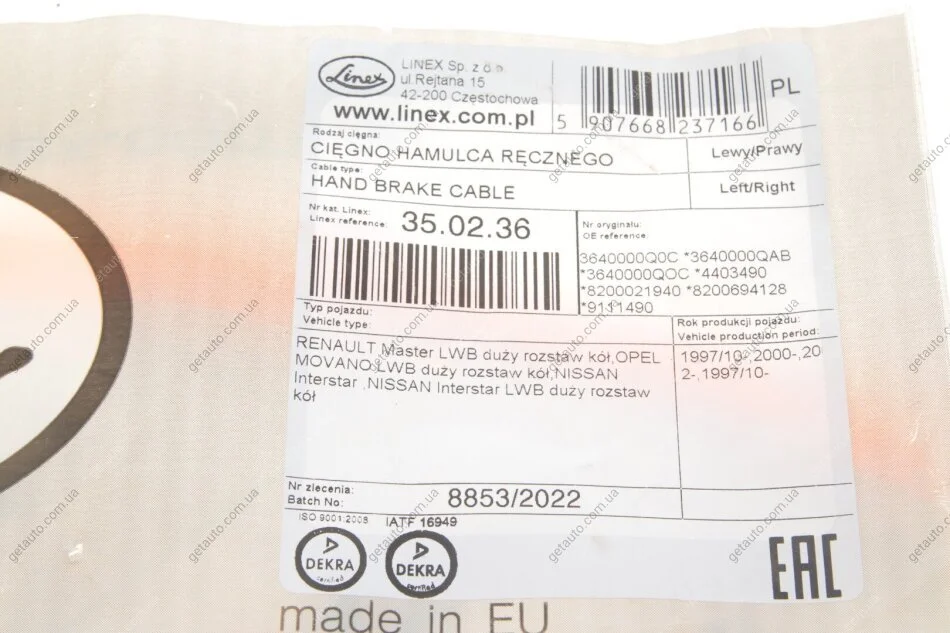 Linex
LINEX Sp. z o.o.
ul.Rejtana 15
42-200 Częstochowa
www.linex.com.pl
5 907668 237166
PL
Rodzaj cięgna:
CIĘGNO HAMULCA RĘCZNEGO
Lewy/Prawy
Cable type:
HAND BRAKE CABLE
Left/Right
Nr kat. Linex:
Linex reference:
35.02.36
Nr oryginału:
OE reference
3640000Q0C *3640000QAB
*3640000QOC *4403490
*8200021940 *8200694128
*9111490
Typ pojazdu:
Vehicle type:
Rok produkcji pojazdu:
Vehicle production period:
RENAULT Master LWB duży rozstaw kół,OPEL
MOVANO LWB duży rozstaw kół,NISSAN
Interstar ,NISSAN Interstar LWB duży rozstaw
kół
1997/10-,2000-,20
2-,1997/10-
Nr zlecenia:
Batch No:
8853/2022
ISO 9001:2008
IATF 16949
DEKRA
certified
DEKRA
certified
EAC
made in EU
getauto.com.ua